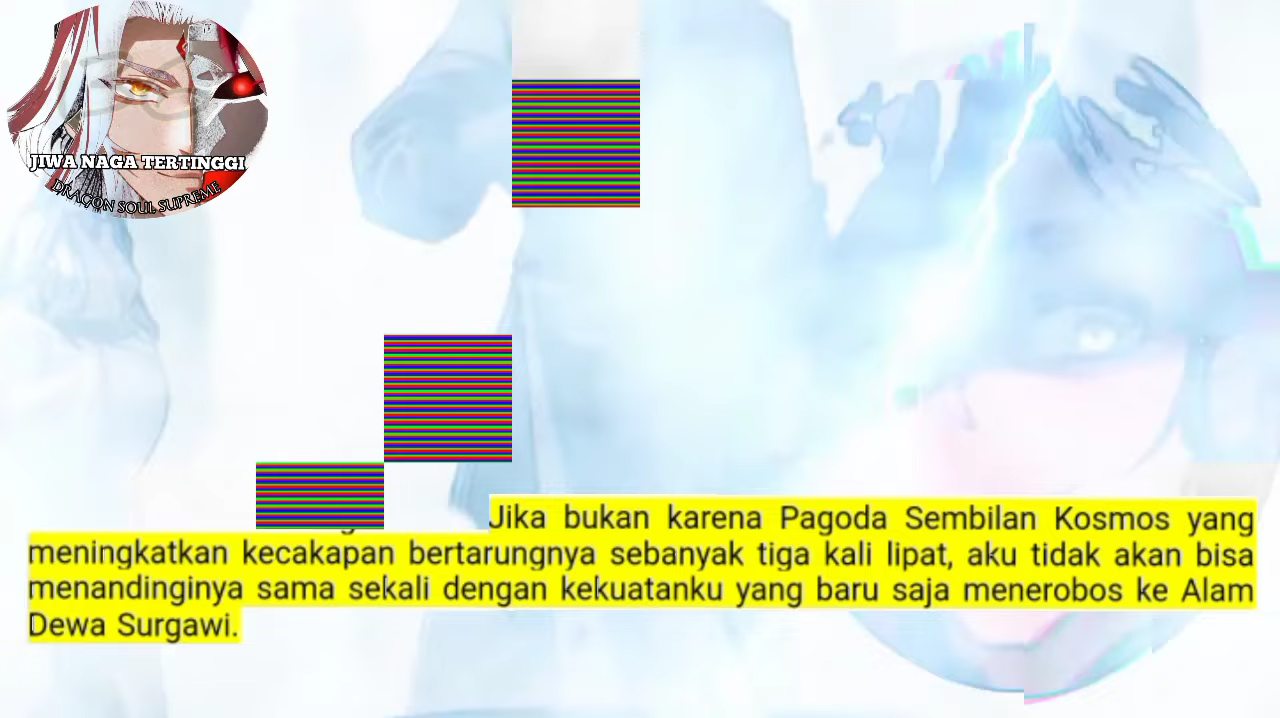 JIWA NAGA TERTINGGI
DRAGON SOUL SUPREME
Jika bukan karena Pagoda Sembilan Kosmos yang
meningkatkan kecakapan bertarungnya sebanyak tiga kali lipat, aku tidak akan bisa
menandinginya sama sekali dengan kekuatanku yang baru saja menerobos ke Alam
Dewa Surgawi.